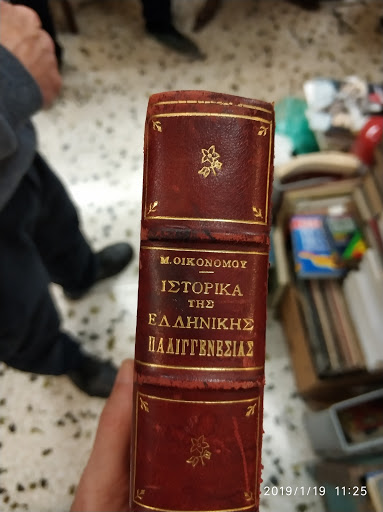 Μ. ΟΙΚΟΝΟΜΟΥ
ΙΣΤΟΡΙΚΑ
ΤΗΣ
ΕΛΛΗΝΙΚΗΣ
ΠΑΛΙΓΓΕΝΕΣΙΑΣ
2019/1/19 11:25